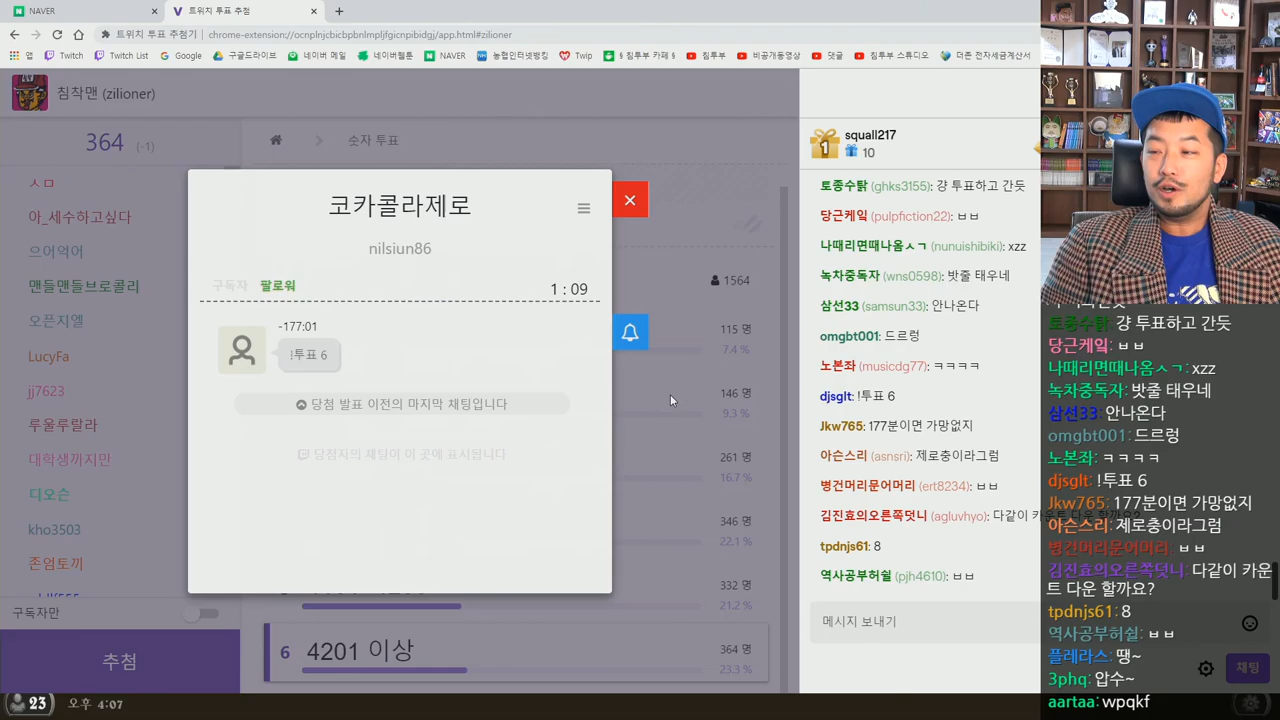 NAVER
트위치 투표 추첨
트위치 투표 추첨기
chrome-extension://ocnplnjcbicbpbnlmpljfgicnpibidgj/app.html#zilioner
앱
Twitch
Twitch List
Google
구글드라이브
네이버 메일
네이버웹툰
NAVER
농협인터넷뱅킹
Twip
§ 침투부 카페 §
침투부
비공개동영상
댓글
침투부 스튜디오
더존 전자세금계산서
침착맨 (zilioner)
364 (-1)
ㅅㅁ
아_세수하고싶다
으어억어
맨들맨들브로콜리
오픈지엘
LucyFa
jj7623
루울루랄라
대학생까지만
디오슨
kho3503
존엄토끼
구독자만
추첨
숫자 투표
1564
115 명
7.4 %
146 명
9.3 %
261 명
16.7 %
346 명
22.1 %
332 명
21.2 %
6 4201 이상
364 명
23.3 %
코카콜라제로
nilsiun86
구독자 팔로워
1 : 09
-177:01
!투표 6
당첨 발표 이전의 마지막 채팅입니다
당첨자의 채팅이 이 곳에 표시됩니다
1
squall217
10
토종수탉 (ghks3155): 걍 투표하고 간듯
당근케잌 (pulpfiction22): ㅂㅂ
나때리면때나옴ㅅㄱ (nunuishibiki): xzz
녹차중독자 (wns0598): 밧줄 태우네
삼선33 (samsun33): 안나온다
omgbt001: 드르렁
노본좌 (musicdg77): ㅋㅋㅋㅋ
djsglt: !투표 6
Jkw765: 177분이면 가망없지
아슨스리 (asnsri): 제로충이라그럼
병건머리문어머리 (ert8234): ㅂㅂ
김진효의오른쪽덧니 (agluvhyo): 다같이 카운트 다운 할까요?
tpdnjs61: 8
역사공부허쉴 (pjh4610): ㅂㅂ
메시지 보내기
채팅
토종수탉: 걍 투표하고 간듯
당근케잌: ㅂㅂ
나때리면때나옴ㅅㄱ: xzz
녹차중독자: 밧줄 태우네
삼선33: 안나온다
omgbt001: 드르렁
노본좌: ㅋㅋㅋㅋ
djsglt: !투표 6
Jkw765: 177분이면 가망없지
아슨스리: 제로충이라그럼
병건머리문어머리: ㅂㅂ
김진효의오른쪽덧니: 다같이 카운
트 다운 할까요?
tpdnjs61: 8
역사공부허쉴: ㅂㅂ
플레라스: 땡~
3phq: 압수~
aartaa: wpqkf
23
오후 4:07